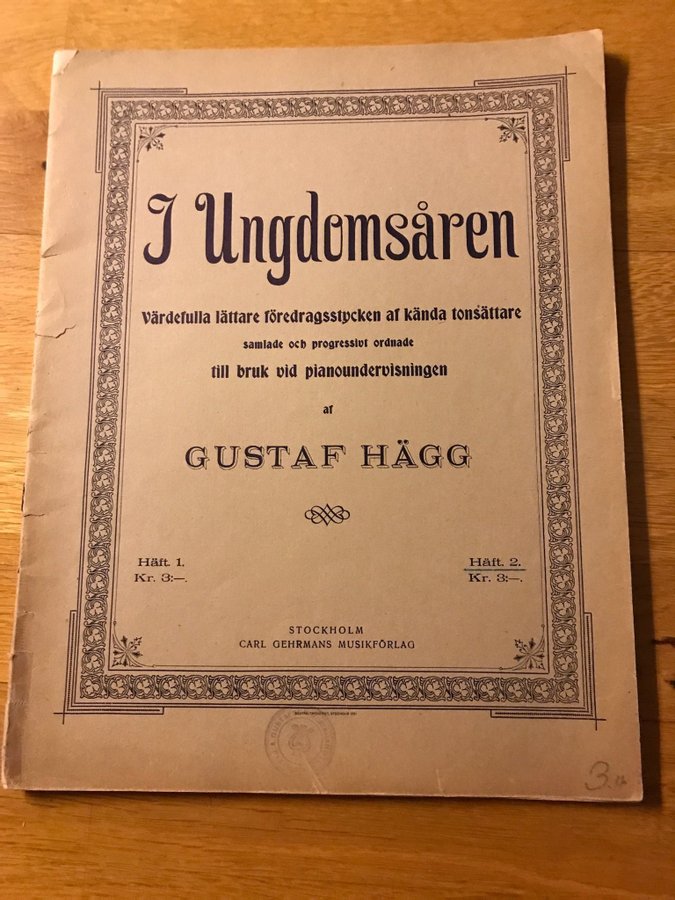 I Ungdomsåren
Värdefulla lättare föredragsstycken af kända tonsättare
samlade och progressivt ordnade
till bruk vid pianoundervisningen
af
GUSTAF HÄGG
Häft. 1. Häft. 2.
Kr. 3:—. Kr. 3:—.
STOCKHOLM
CARL GEHRMANS MUSIKFÖRLAG
3.